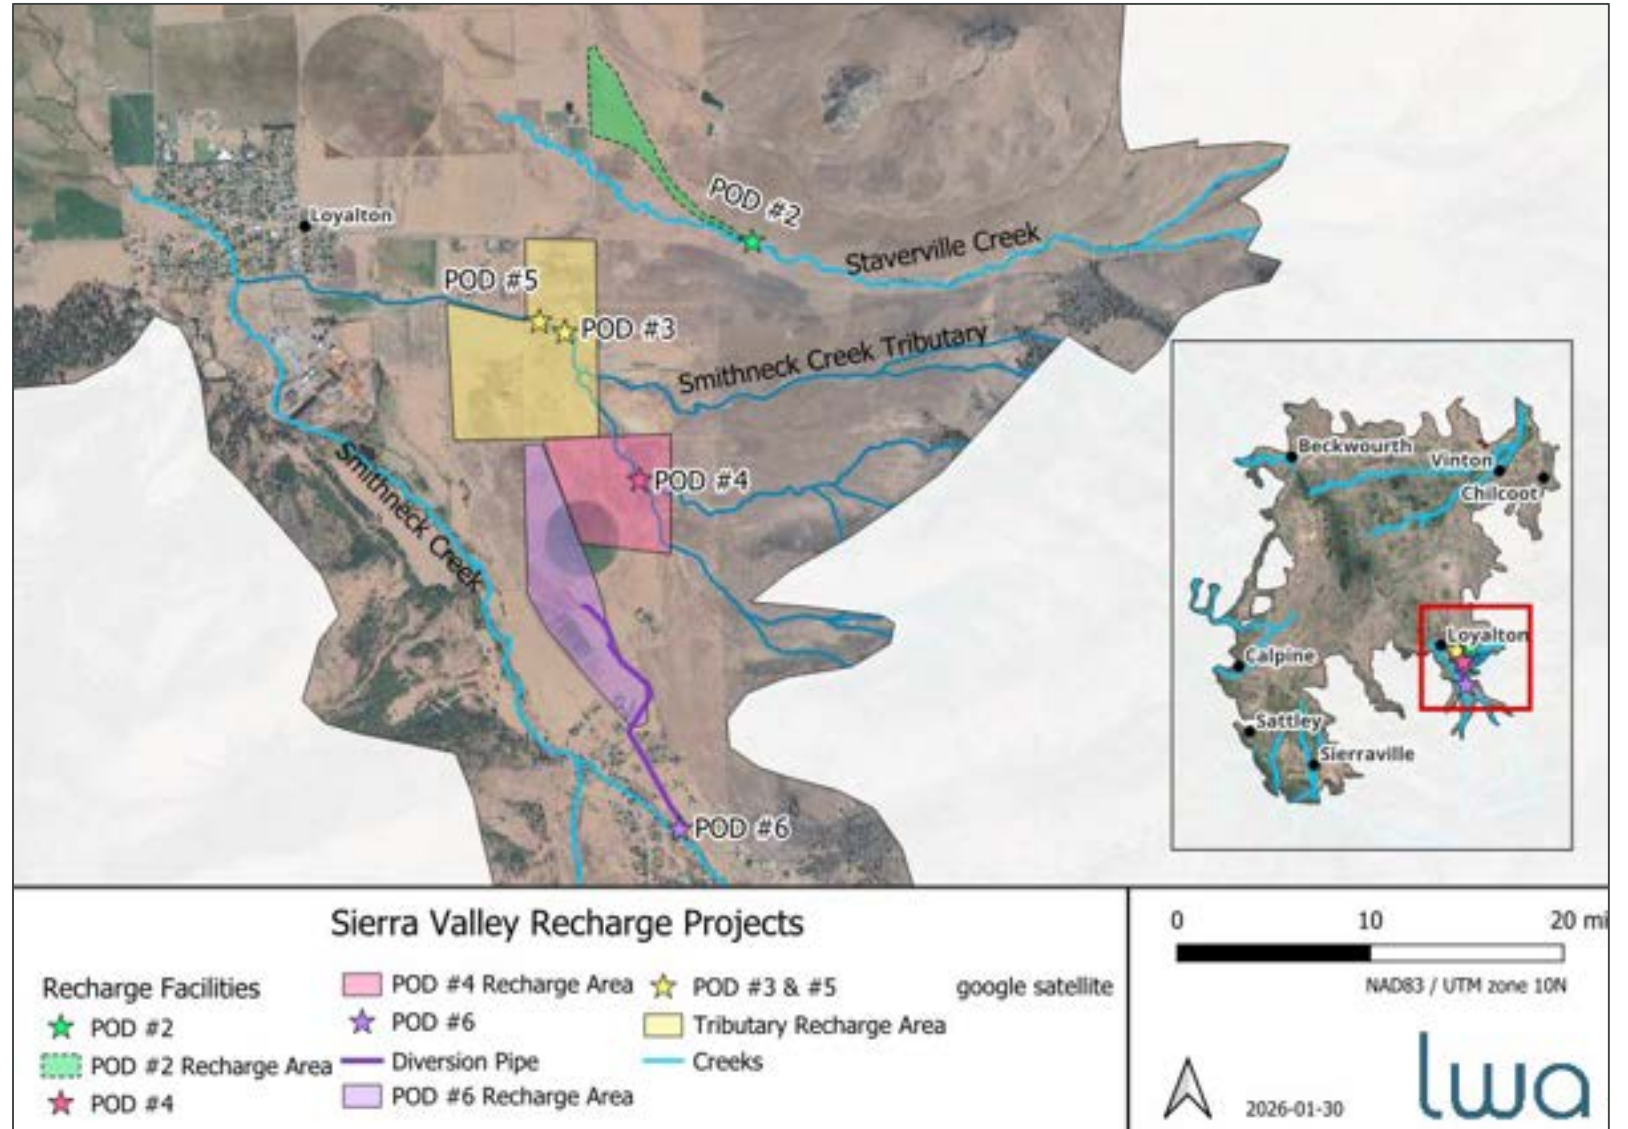 POD #2
Loyalton
Staverville Creek
POD #5
POD #3
Smithneck Creek Tributary
POD #4
Smithneck Creek
POD #6
Beckwourth
Vinton
Chilcoot
Loyalton
Calpine
Sattley
Sierraville
Sierra Valley Recharge Projects
Recharge Facilities
POD #2
POD #2 Recharge Area
POD #4
POD #4 Recharge Area
POD #6
Diversion Pipe
POD #6 Recharge Area
POD #3 & #5
Tributary Recharge Area
Creeks
google satellite
0 10 20 mi
NAD83 / UTM zone 10N
2026-01-30
lwa